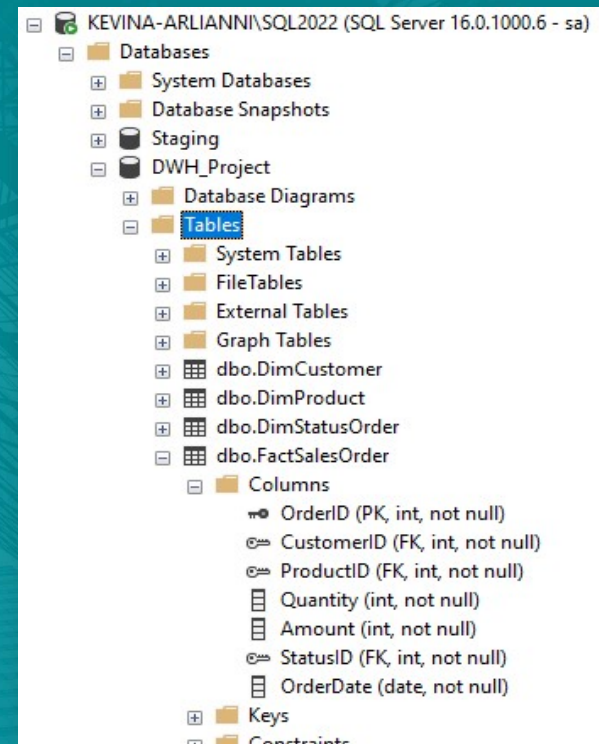 KEVINA-ARLIANNI\SQL2022 (SQL Server 16.0.1000.6 - sa)
Databases
System Databases
Database Snapshots
Staging
DWH_Project
Database Diagrams
Tables
System Tables
FileTables
External Tables
Graph Tables
dbo.DimCustomer
dbo.DimProduct
dbo.DimStatusOrder
dbo.FactSalesOrder
Columns
OrderID (PK, int, not null)
CustomerID (FK, int, not null)
ProductID (FK, int, not null)
Quantity (int, not null)
Amount (int, not null)
StatusID (FK, int, not null)
OrderDate (date, not null)
Keys
Constraints